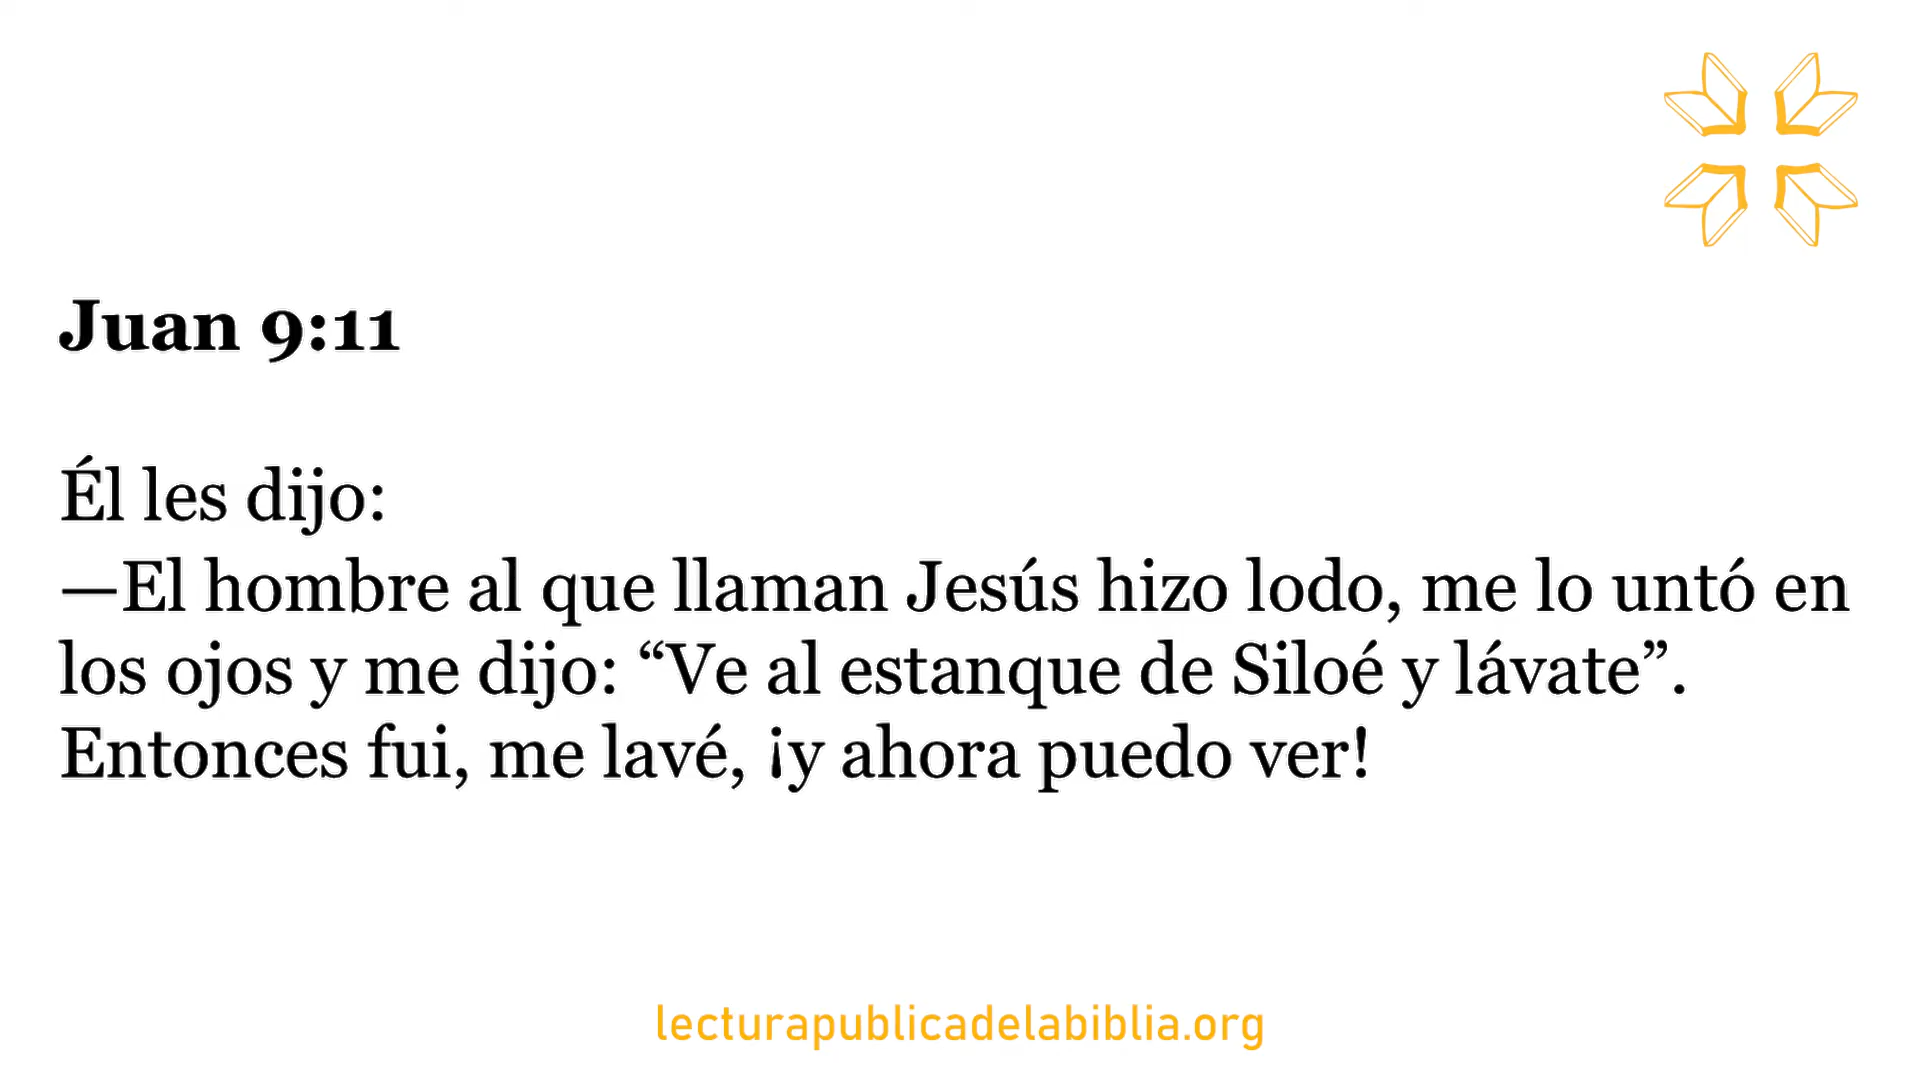 Juan 9:11
Él les dijo:
—El hombre al que llaman Jesús hizo lodo, me lo untó en
los ojos y me dijo: “Ve al estanque de Siloé y lávate”.
Entonces fui, me lavé, ¡y ahora puedo ver!
lecturapublicadelabiblia.org